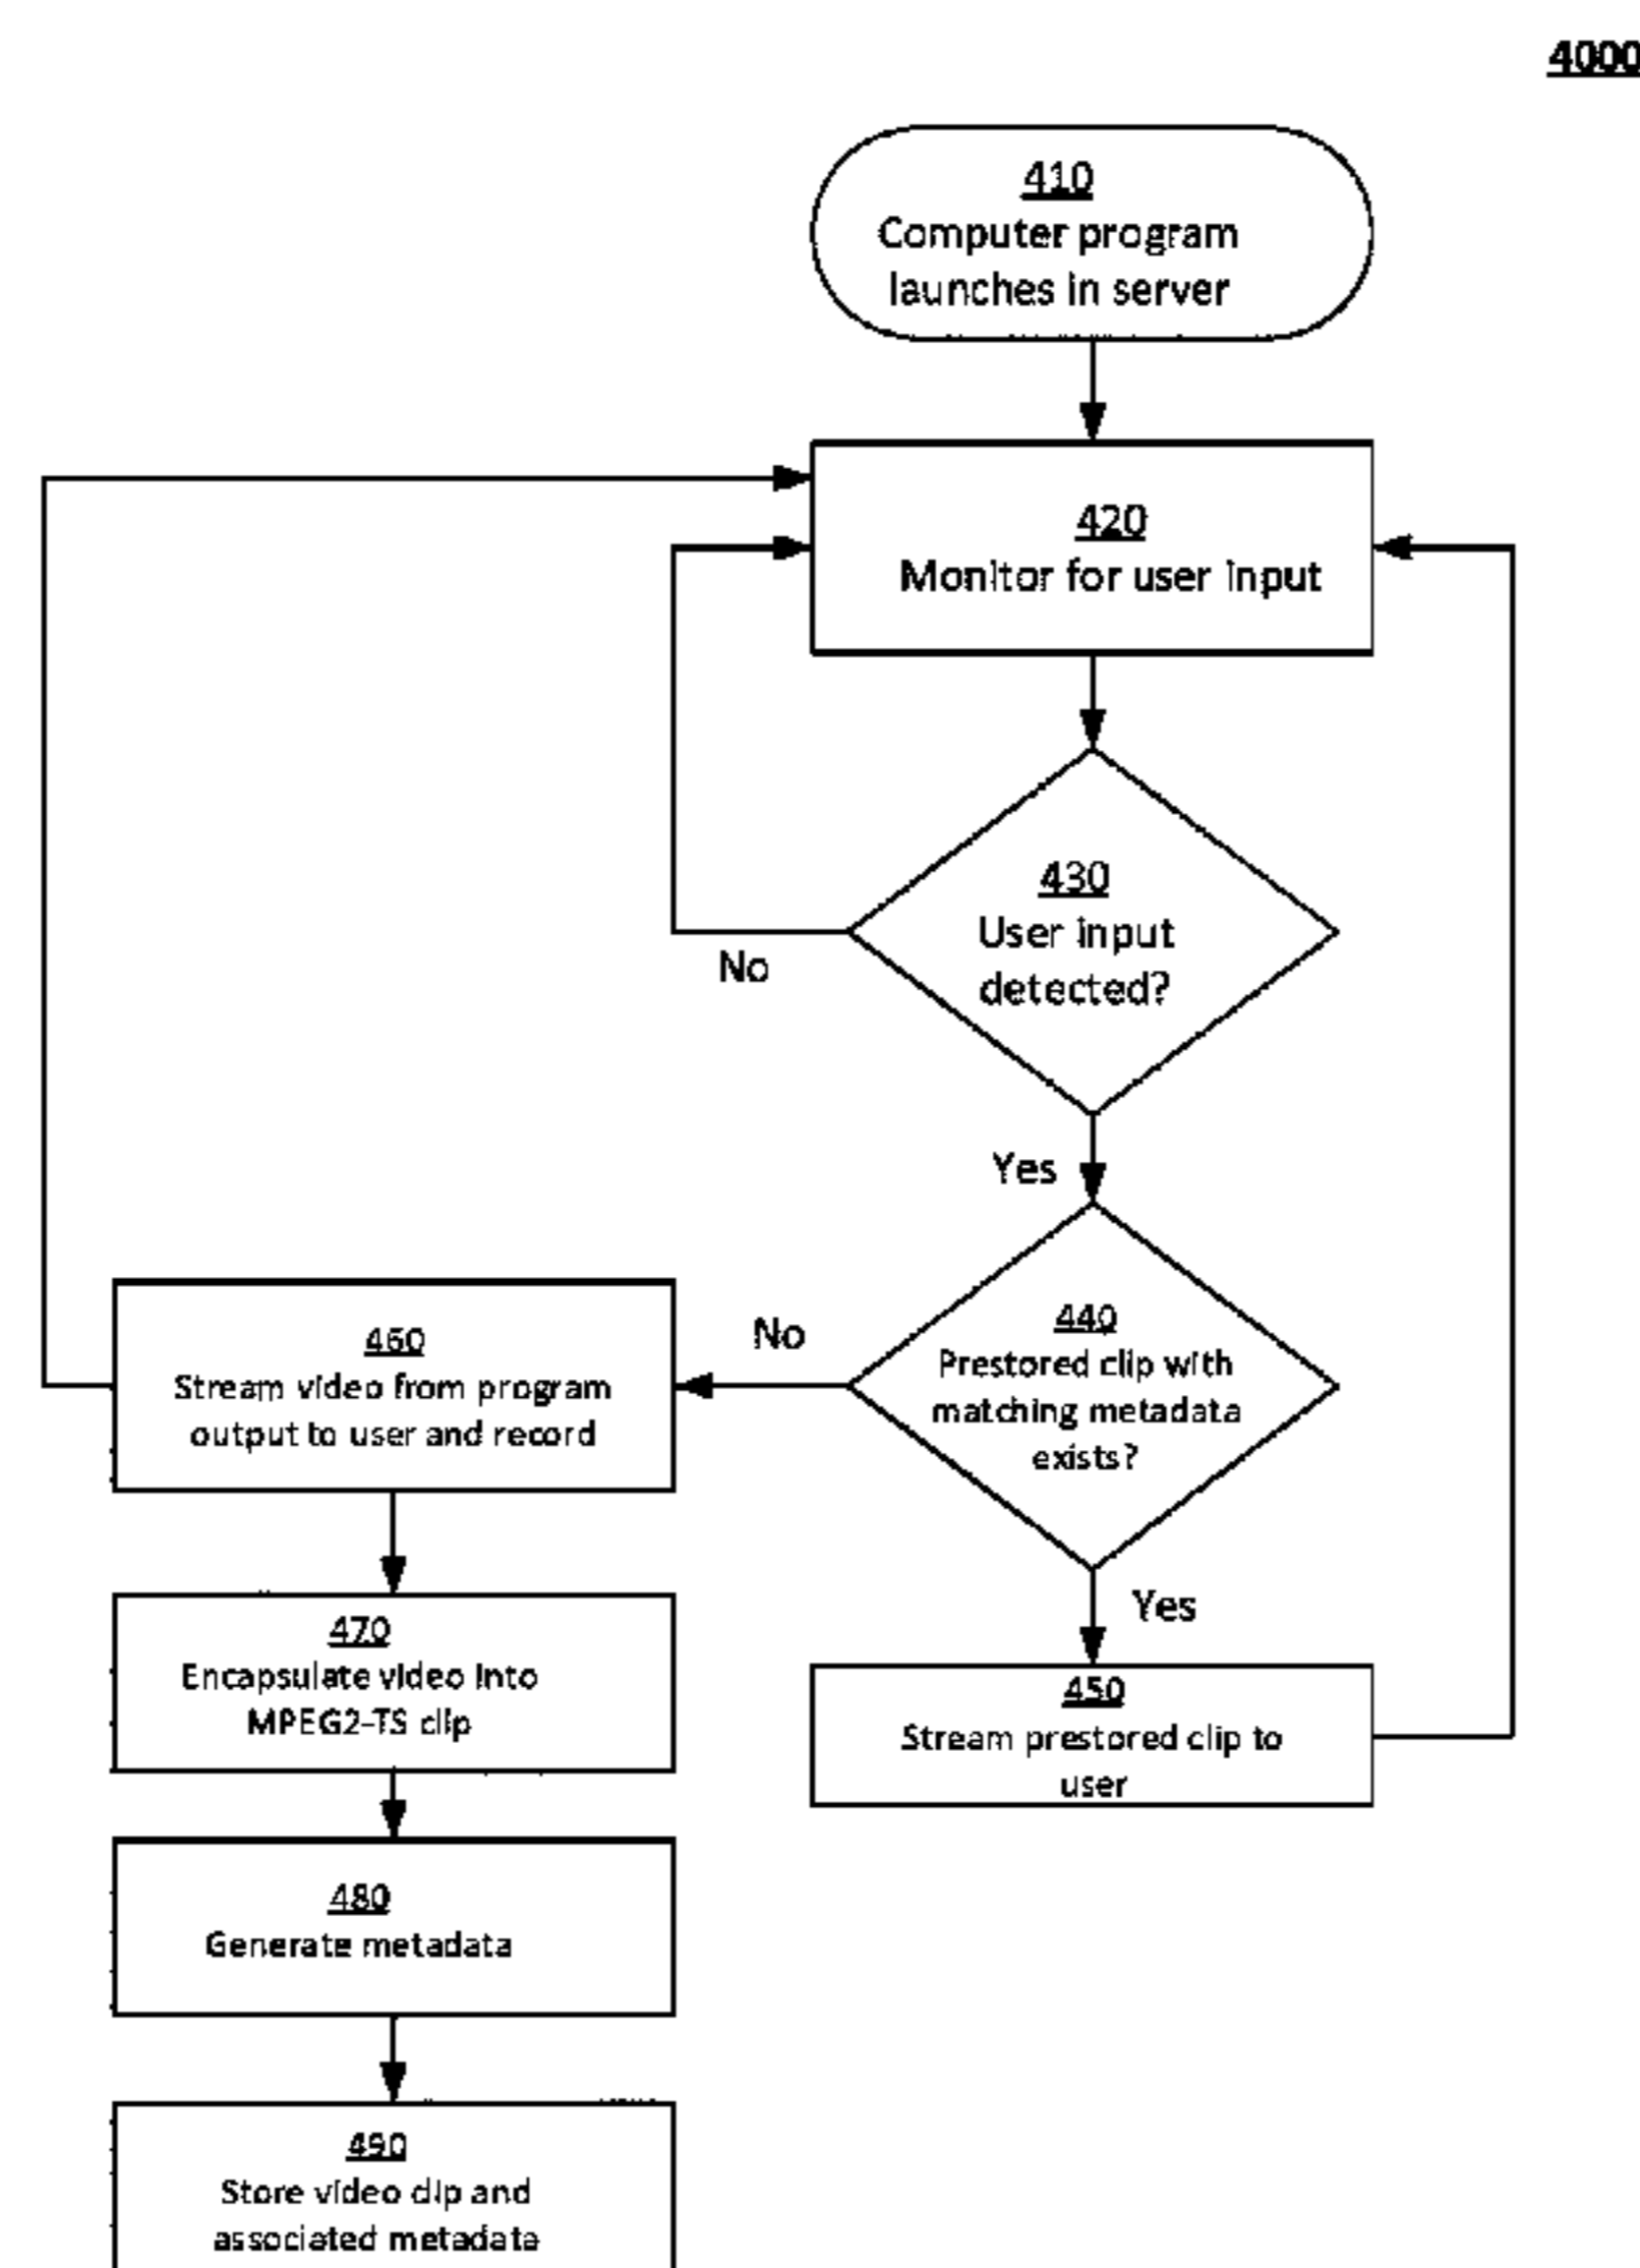 4000
410
Computer program
launches in server
420
Monitor for user input
430
User input
detected?
No
Yes
440
Prestored clip with
matching metadata
exists?
No
460
Stream video from program
output to user and record
Yes
450
Stream prestored clip to
user
470
Encapsulate video into
MPEG2-TS clip
480
Generate metadata
490
Store video clip and
associated metadata